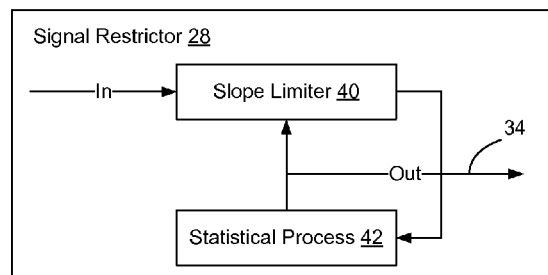 Signal Restrictor 28
In
Slope Limiter 40
34
Out
Statistical Process 42